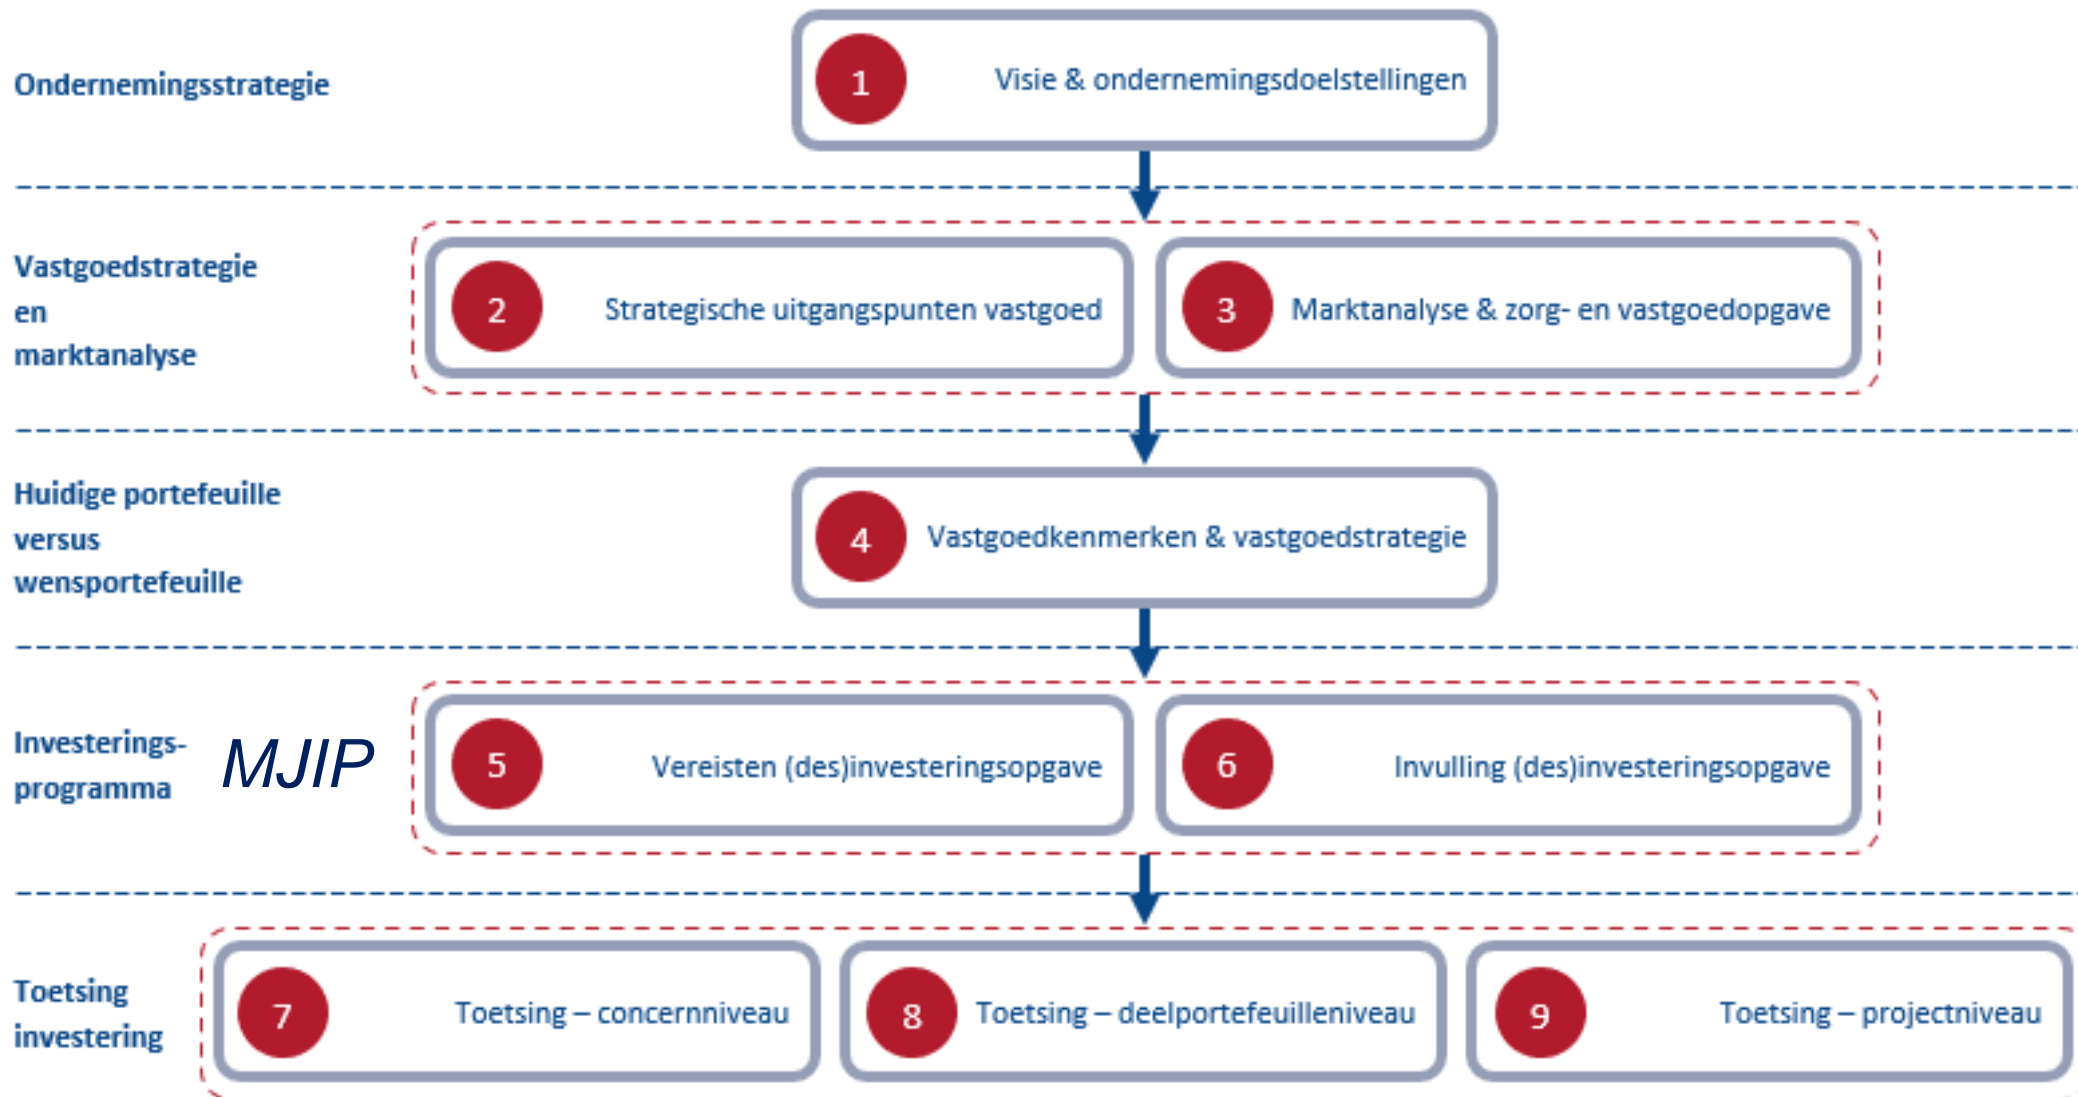 Ondernemingsstrategie
1
Visie & ondernemingsdoelstellingen
Vastgoedstrategie
en
marktanalyse
2
Strategische uitgangspunten vastgoed
3
Marktanalyse & zorg- en vastgoedopgave
Huidige portefeuille
versus
wensportefeuille
4
Vastgoedkenmerken & vastgoedstrategie
Investerings-
programma
MJIP
5
Vereisten (des)investeringsopgave
6
Invulling (des)investeringsopgave
Toetsing
investering
7
Toetsing – concernniveau
8
Toetsing – deelportefeuilleniveau
9
Toetsing – projectniveau